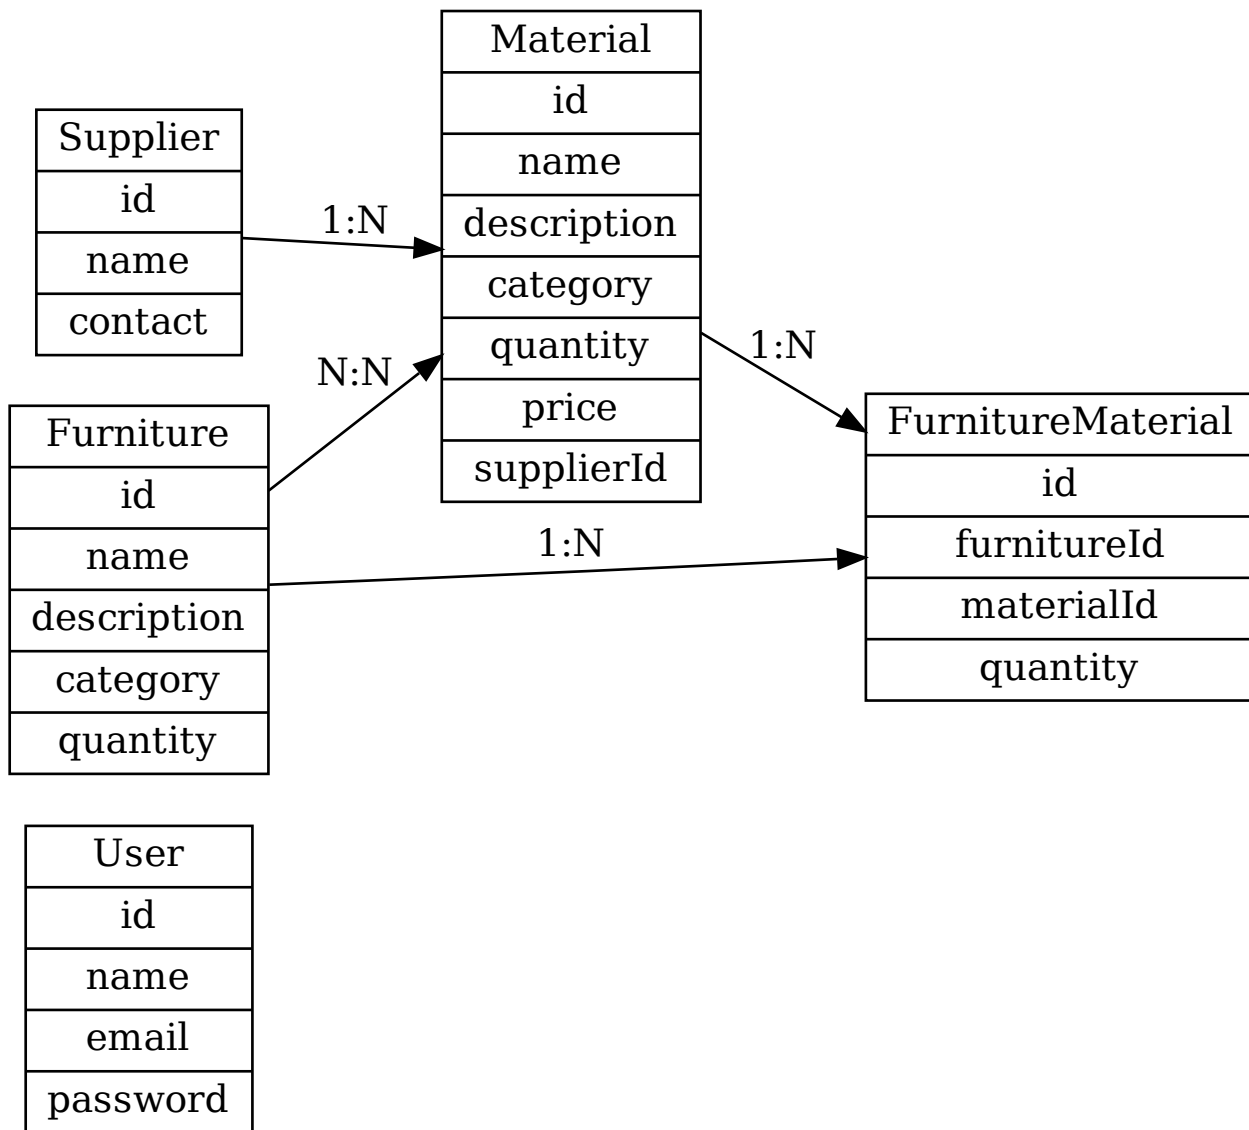 Supplier
id
name
contact
1:N
Material
id
name
description
category
quantity
price
supplierId
N:N
1:N
Furniture
id
name
description
category
quantity
1:N
FurnitureMaterial
id
furnitureId
materialId
quantity
User
id
name
email
password